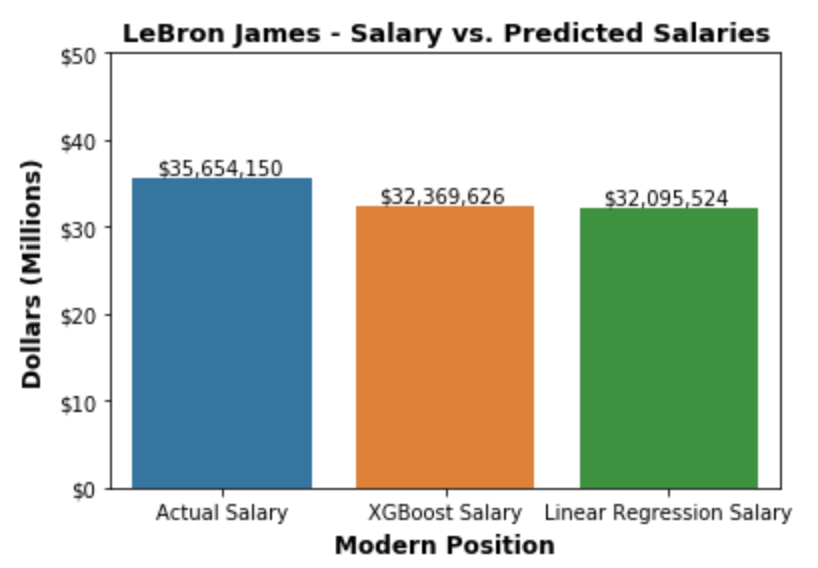 LeBron James - Salary vs. Predicted Salaries
$50
$40
$30
$20
$10
$0
Dollars (Millions)
$35,654,150
$32,369,626
$32,095,524
Actual Salary
XGBoost Salary
Linear Regression Salary
Modern Position